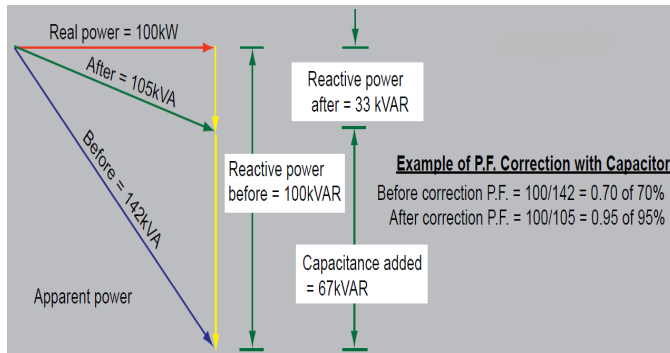 Real power = 100kW
After = 105kVA
Before = 142kVA
Apparent power
Reactive power
before = 100kVAR
Reactive power
after = 33 kVAR
Capacitance added
= 67kVAR
Example of P.F. Correction with Capacitor
Before correction P.F. = 100/142 = 0.70 of 70%
After correction P.F. = 100/105 = 0.95 of 95%